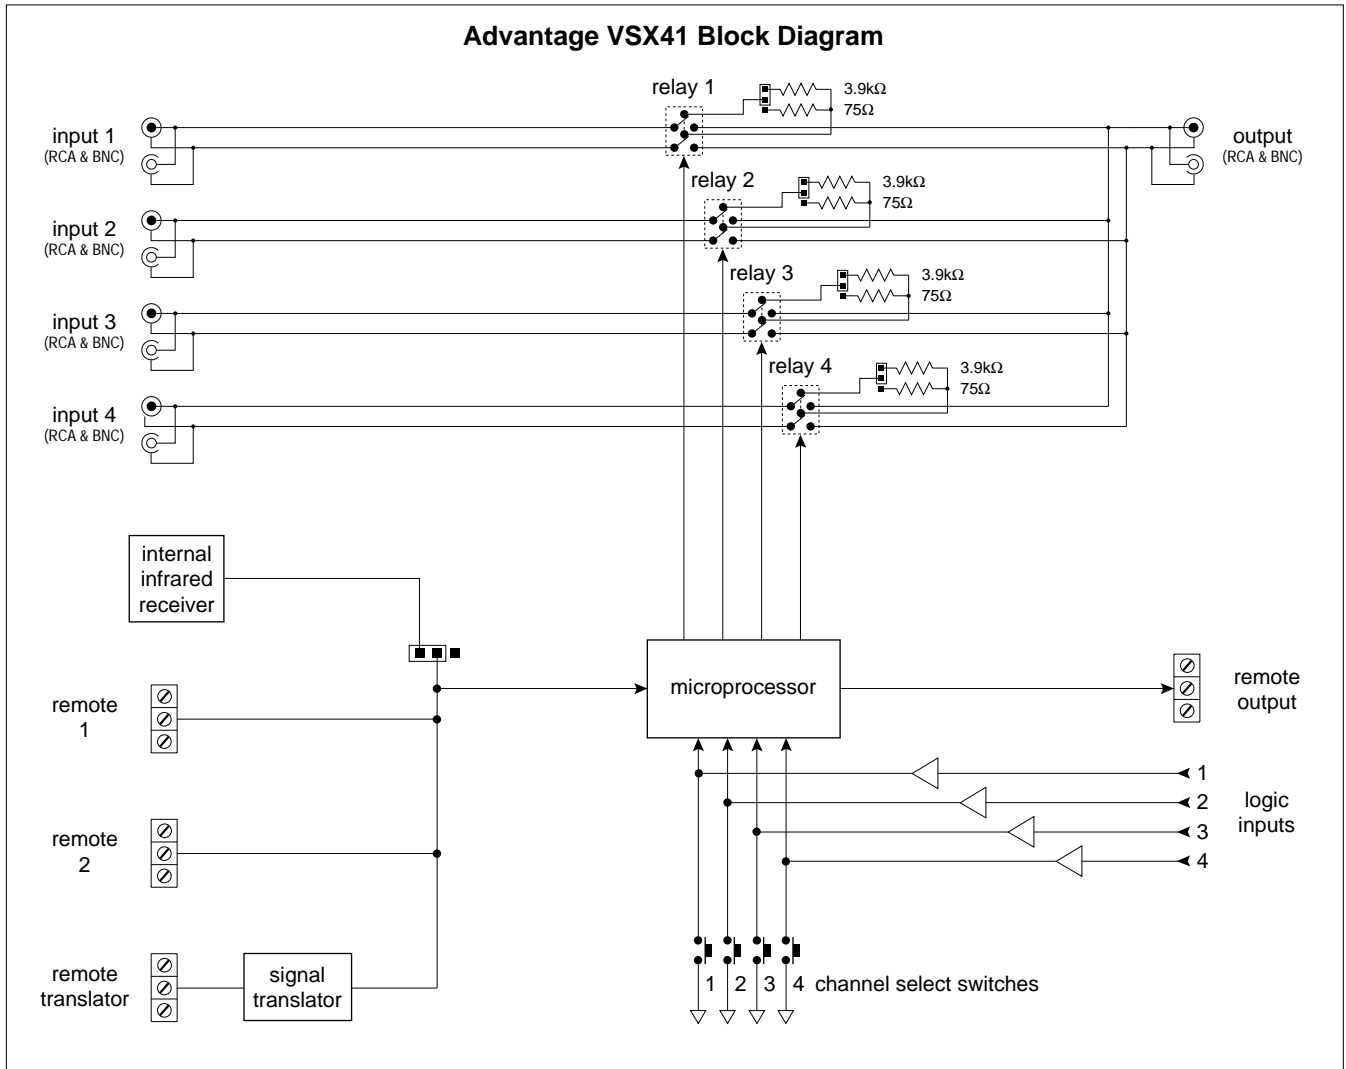 Advantage VSX41 Block Diagram
relay 1
3.9kΩ
75Ω
input 1
(RCA & BNC)
output
(RCA & BNC)
relay 2
3.9kΩ
75Ω
input 2
(RCA & BNC)
relay 3
3.9kΩ
75Ω
input 3
(RCA & BNC)
relay 4
3.9kΩ
75Ω
input 4
(RCA & BNC)
internal
infrared
receiver
microprocessor
remote
output
remote
1
1
2
3
4
logic
inputs
remote
2
remote
translator
signal
translator
1 2 3 4 channel select switches